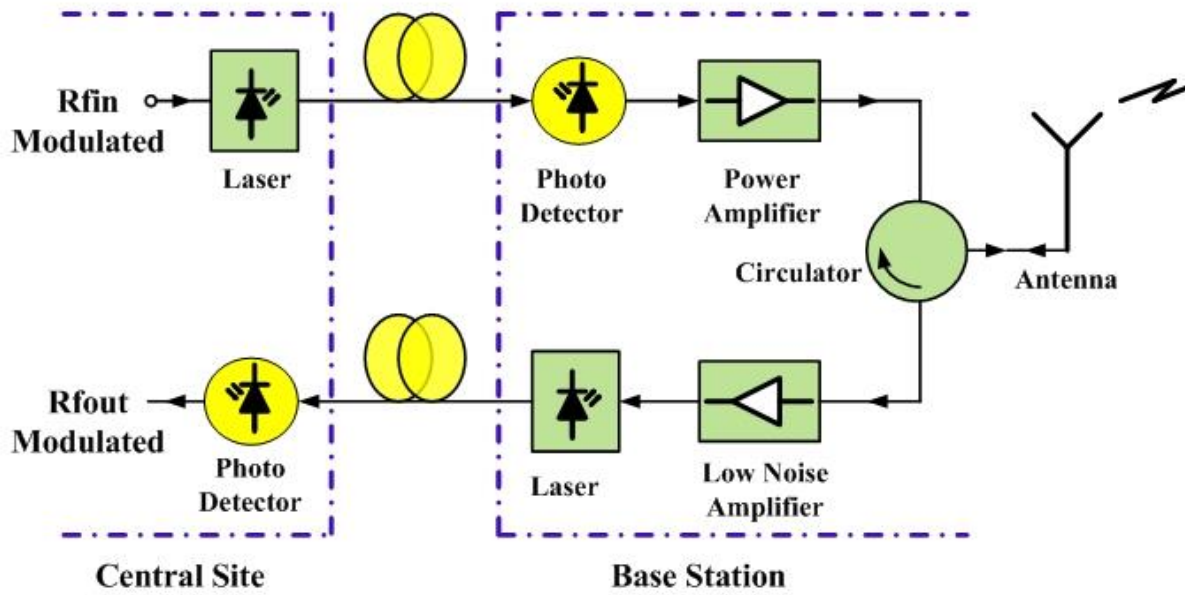 Rfin
Modulated
Laser
Photo
Detector
Power
Amplifier
Circulator
Antenna
Rfout
Modulated
Photo
Detector
Laser
Low Noise
Amplifier
Central Site
Base Station